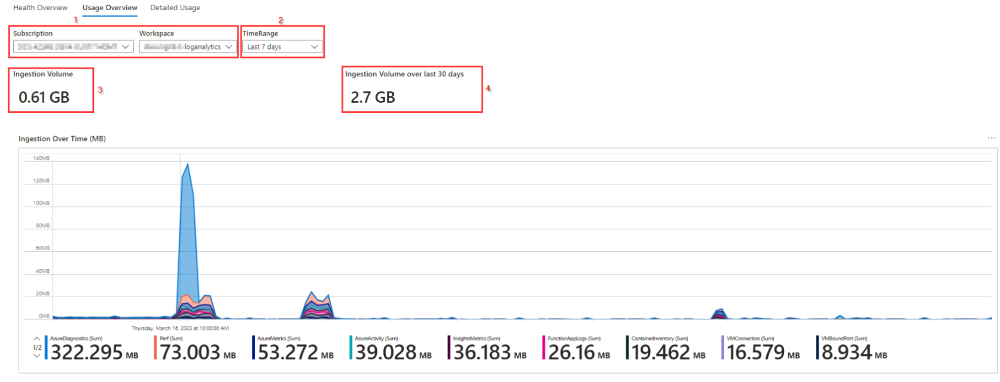 Health Overview Usage Overview Detailed Usage
1 2
Subscription Workspace TimeRange
loganalytics Last 7 days
Ingestion Volume Ingestion Volume over last 30 days
3 4
0.61 GB 2.7 GB
Ingestion Over Time (MB) ...
140MB
120MB
100MB
80MB
60MB
40MB
20MB
0MB
Thursday, March 16, 2023 at 10:00:00 AM
AzureDiagnostics (Sum) Perf (Sum) AzureMetrics (Sum) AzureActivity (Sum) InsightsMetrics (Sum) FunctionAppLogs (Sum) ContainerInventory (Sum) VMConnection (Sum) VMBoundPort (Sum)
1/2 322.295 MB 73.003 MB 53.272 MB 39.028 MB 36.183 MB 26.16 MB 19.462 MB 16.579 MB 8.934 MB